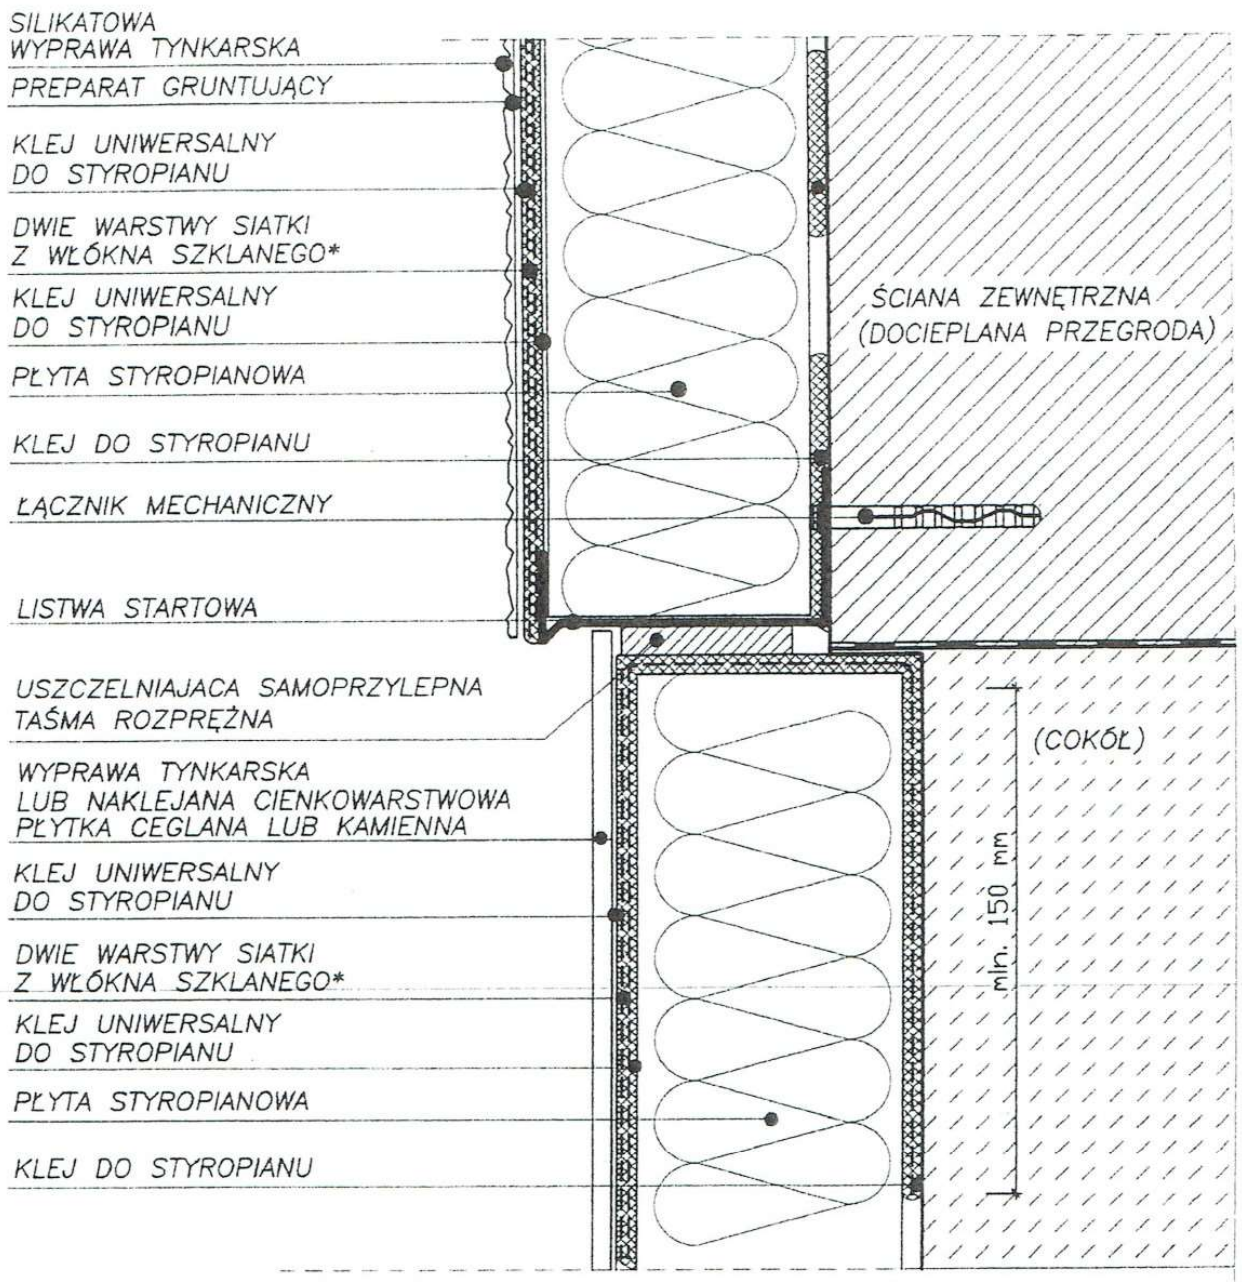 SILIKATOWA
WYPRAWA TYNKARSKA
PREPARAT GRUNTUJĄCY
KLEJ UNIWERSALNY
DO STYROPIANU
DWIE WARSTWY SIATKI
Z WŁÓKNA SZKLANEGO*
KLEJ UNIWERSALNY
DO STYROPIANU
PŁYTA STYROPIANOWA
KLEJ DO STYROPIANU
ŁĄCZNIK MECHANICZNY
LISTWA STARTOWA
USZCZELNIAJACA SAMOPRZYLEPNA
TAŚMA ROZPRĘŻNA
WYPRAWA TYNKARSKA
LUB NAKLEJANA CIENKOWARSTWOWA
PŁYTKA CEGLANA LUB KAMIENNA
KLEJ UNIWERSALNY
DO STYROPIANU
DWIE WARSTWY SIATKI
Z WŁÓKNA SZKLANEGO*
KLEJ UNIWERSALNY
DO STYROPIANU
PŁYTA STYROPIANOWA
KLEJ DO STYROPIANU
ŚCIANA ZEWNĘTRZNA
(DOCIEPLANA PRZEGRODA)
(COKÓŁ)
min. 150 mm